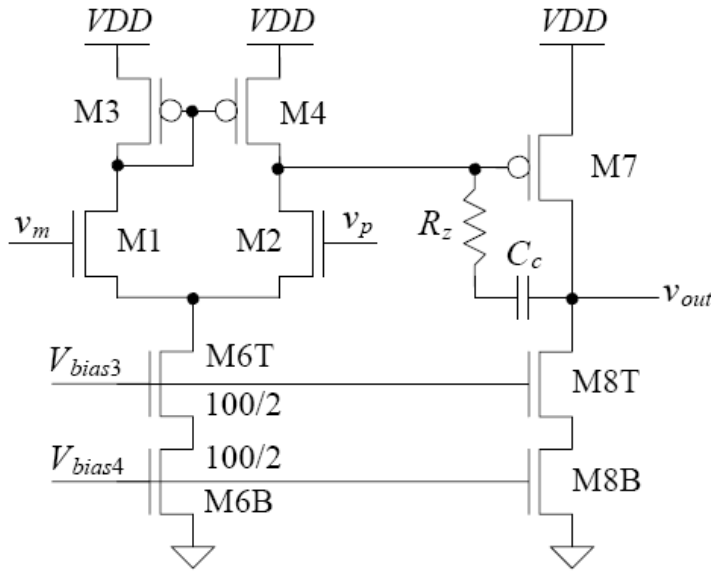 VDD VDD VDD
M3 M4
M7
v_m M1 M2 v_p R_z
C_c
v_out
V_bias3 M6T M8T
100/2
V_bias4 100/2 M8B
M6B